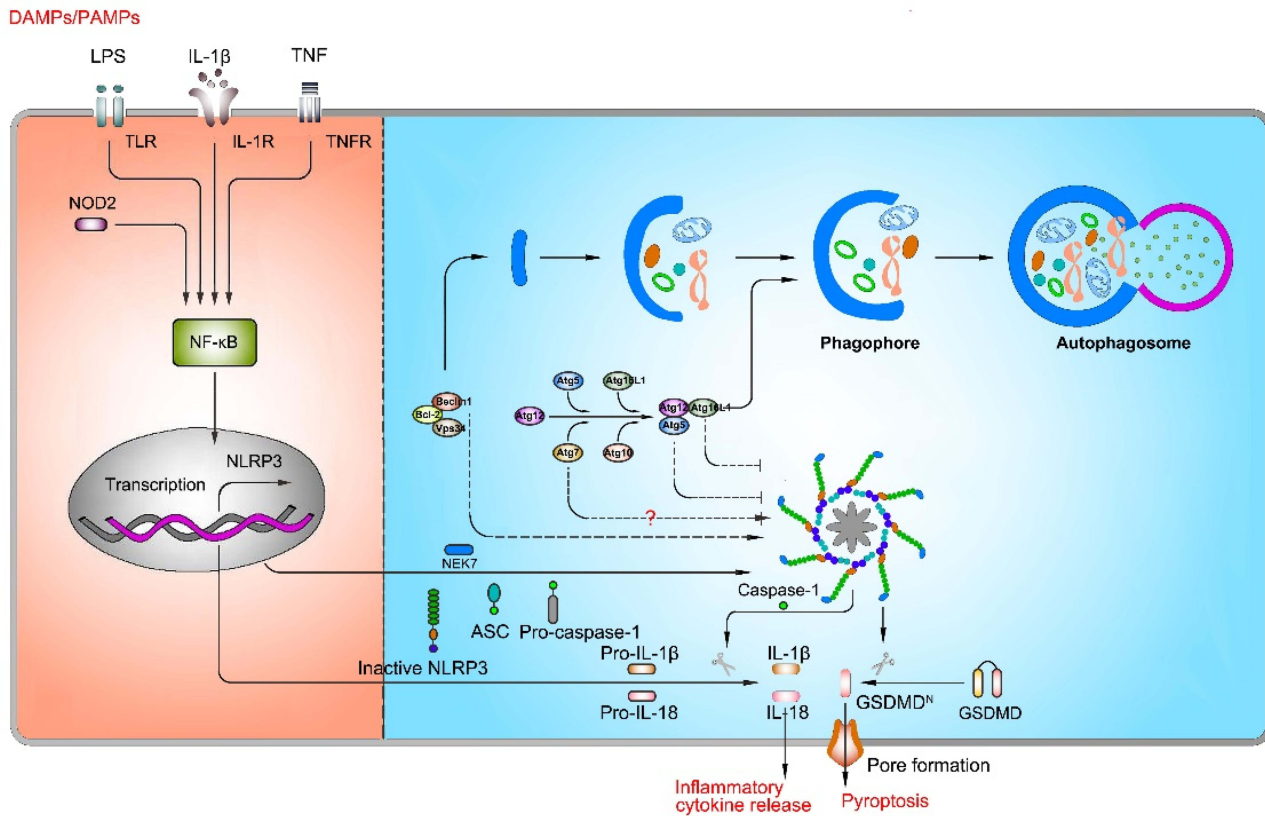 DAMPs/PAMPs
LPS
IL-1β
TNF
TLR
IL-1R
TNFR
NOD2
NF-κB
NLRP3
Transcription
Phagophore
Autophagosome
Beclin1
Bcl-2
Vps34
Atg12
Atg5
Atg16L1
Atg7
Atg10
Atg12
Atg16L1
Atg5
?
NEK7
Caspase-1
ASC
Pro-caspase-1
Inactive NLRP3
Pro-IL-1β
IL-1β
Pro-IL-18
IL-18
GSDMDᴺ
GSDMD
Pore formation
Inflammatory
cytokine release
Pyroptosis